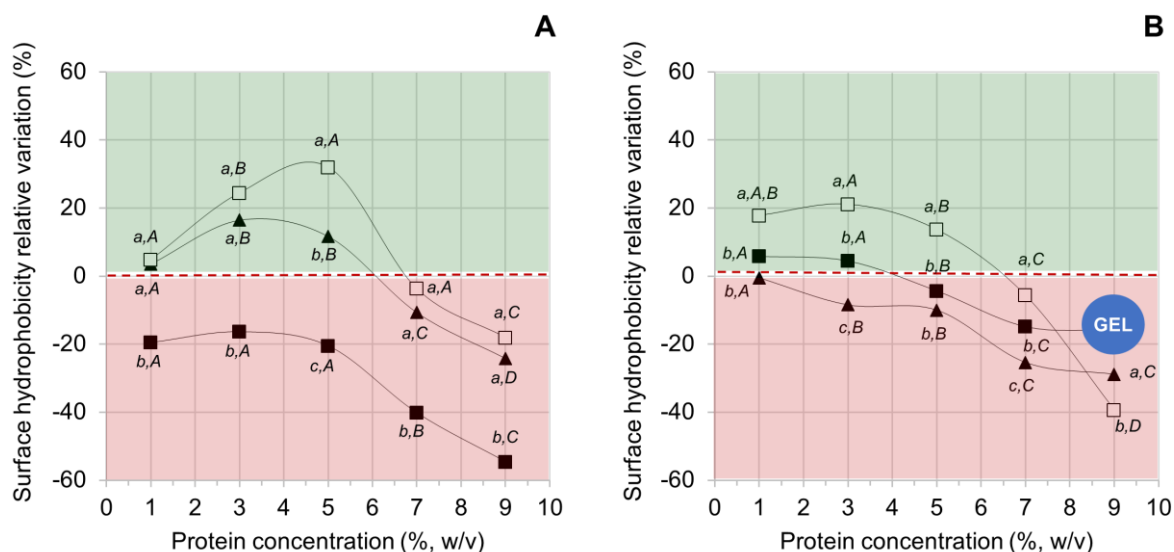 A
Surface hydrophobicity relative variation (%)
60
40
20
0
-20
-40
-60
a,A
a,A
a,B
a,B
a,A
b,B
a,A
a,C
a,C
a,D
b,A
b,A
c,A
b,B
b,C
0 1 2 3 4 5 6 7 8 9 10
Protein concentration (%, w/v)
B
Surface hydrophobicity relative variation (%)
60
40
20
0
-20
-40
-60
a,A,B
a,A
a,B
a,C
b,A
b,A
b,B
b,A
c,B
b,B
b,C
c,C
GEL
a,C
b,D
0 1 2 3 4 5 6 7 8 9 10
Protein concentration (%, w/v)